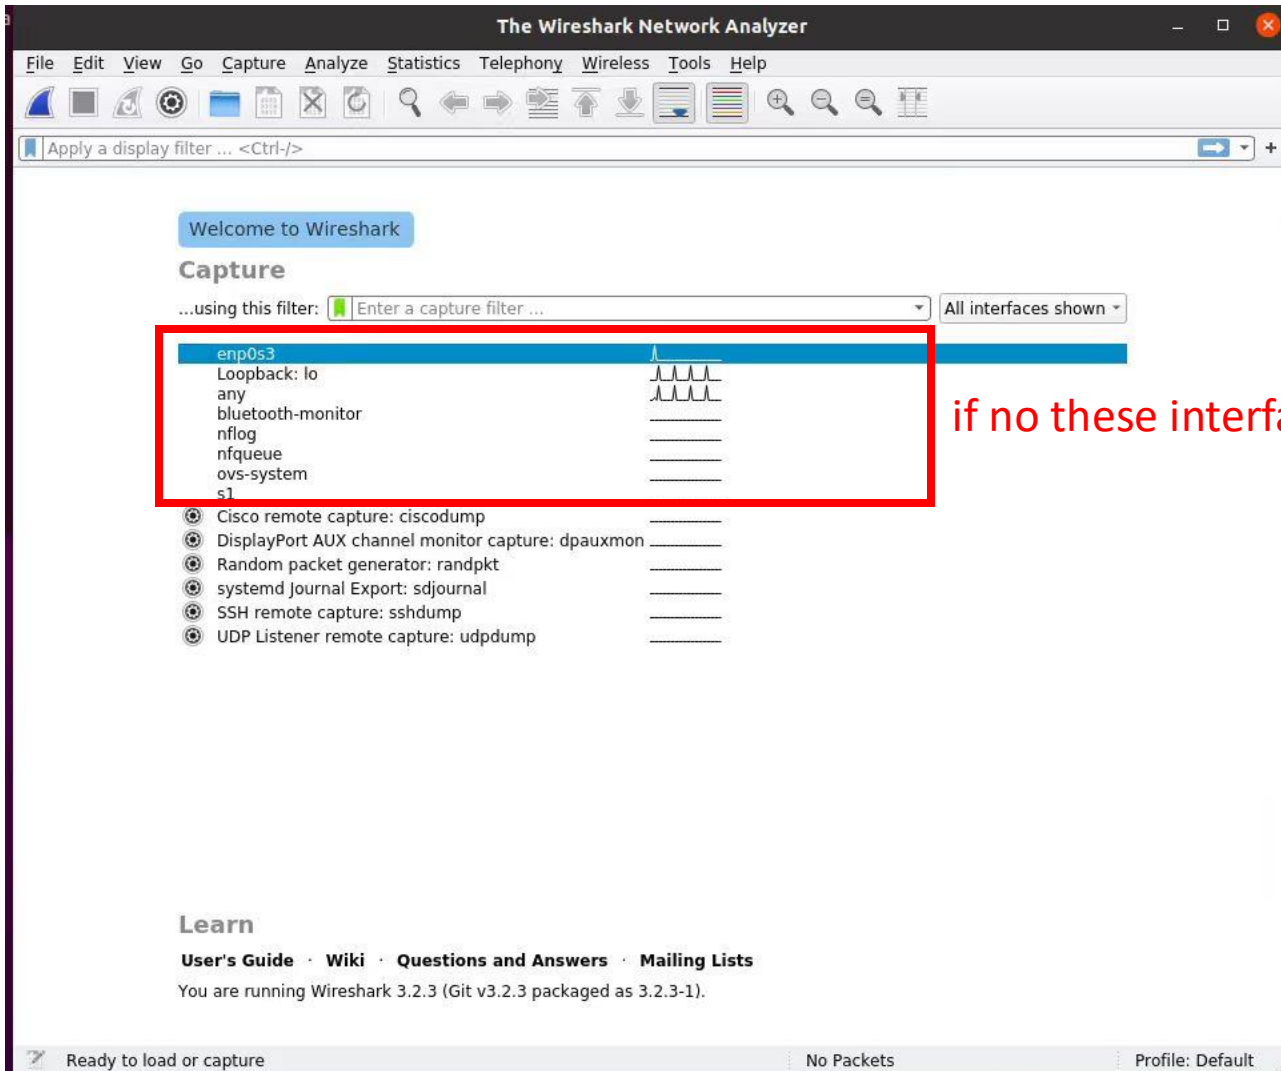 The Wireshark Network Analyzer
File Edit View Go Capture Analyze Statistics Telephony Wireless Tools Help
Apply a display filter ... <Ctrl-/>
+
Welcome to Wireshark
Capture
...using this filter: Enter a capture filter ... All interfaces shown
enp0s3
Loopback: lo
any
bluetooth-monitor
nflog
nfqueue
ovs-system
s1
if no these
Cisco remote capture: ciscodump
DisplayPort AUX channel monitor capture: dpauxmon
Random packet generator: randpkt
systemd Journal Export: sdjournal
SSH remote capture: sshdump
UDP Listener remote capture: udpdump
Learn
User's Guide · Wiki · Questions and Answers · Mailing Lists
You are running Wireshark 3.2.3 (Git v3.2.3 packaged as 3.2.3-1).
Ready to load or capture No Packets Profile: Default